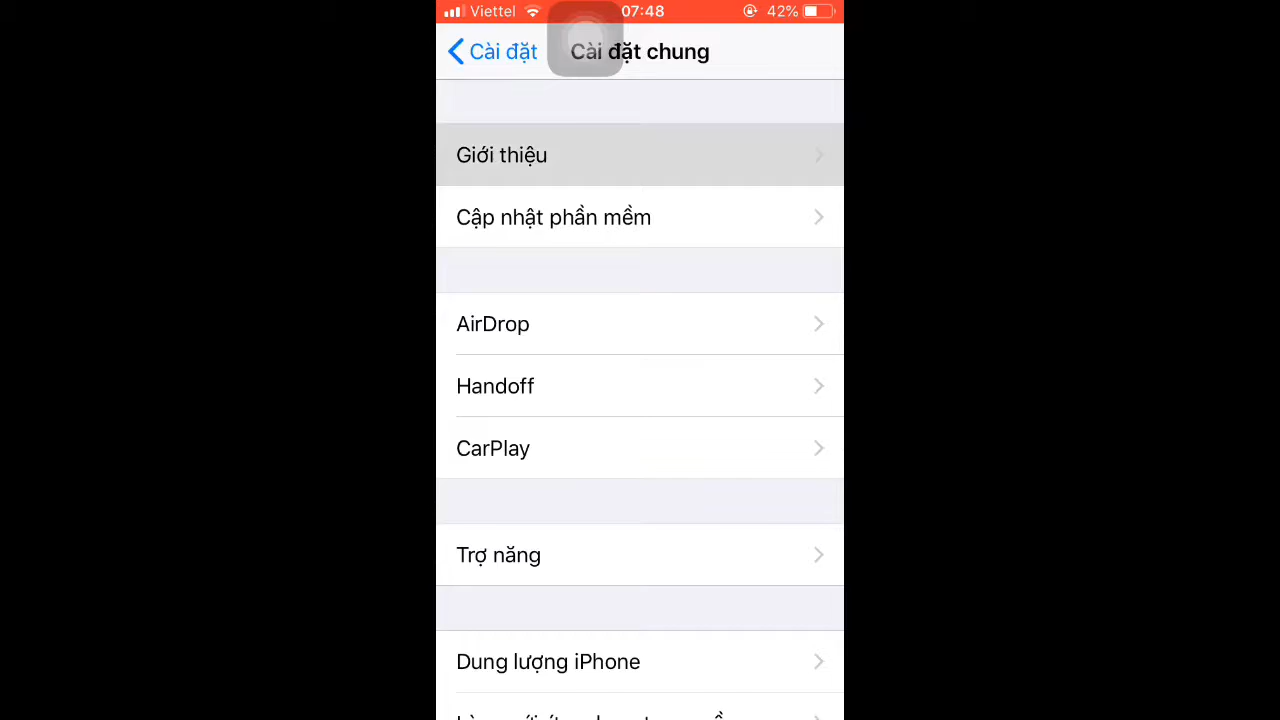 Viettel 07:48 42%
Cài đặt Cài đặt chung
Giới thiệu
Cập nhật phần mềm
AirDrop
Handoff
CarPlay
Trợ năng
Dung lượng iPhone